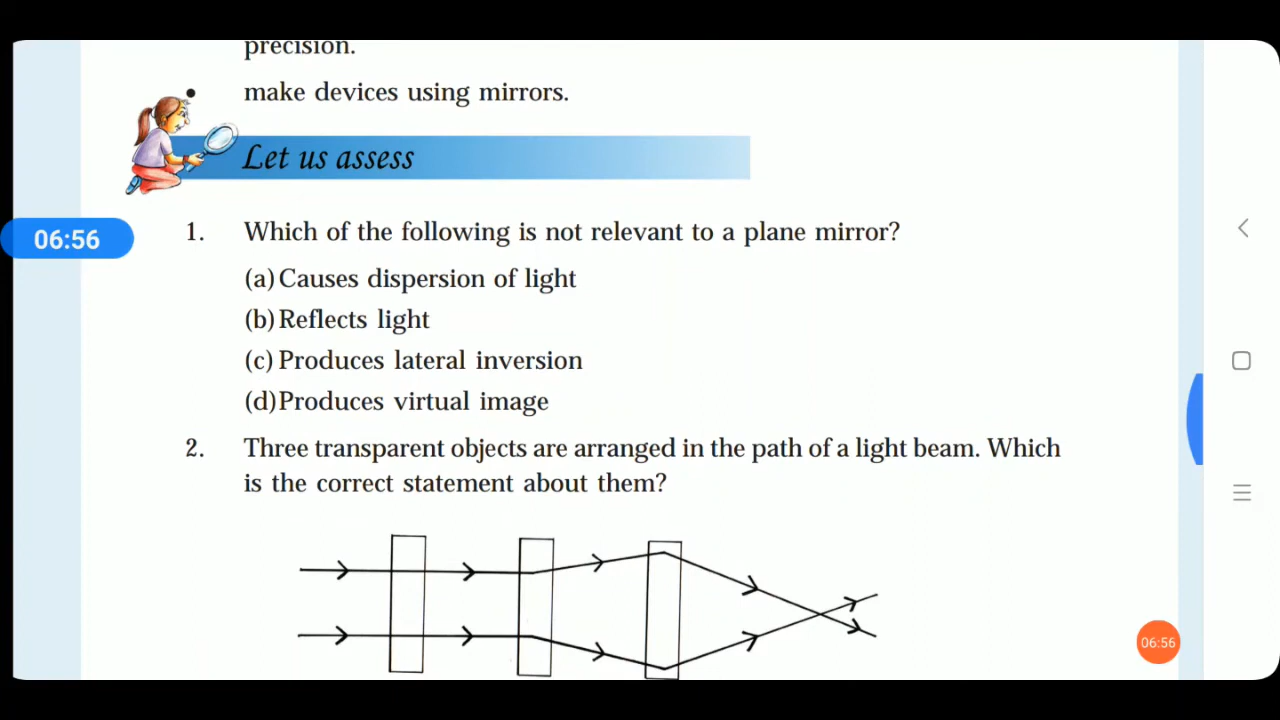 precision.
• make devices using mirrors.
Let us assess
06:56
1. Which of the following is not relevant to a plane mirror?
(a) Causes dispersion of light
(b) Reflects light
(c) Produces lateral inversion
(d) Produces virtual image
2. Three transparent objects are arranged in the path of a light beam. Which
is the correct statement about them?
06:56